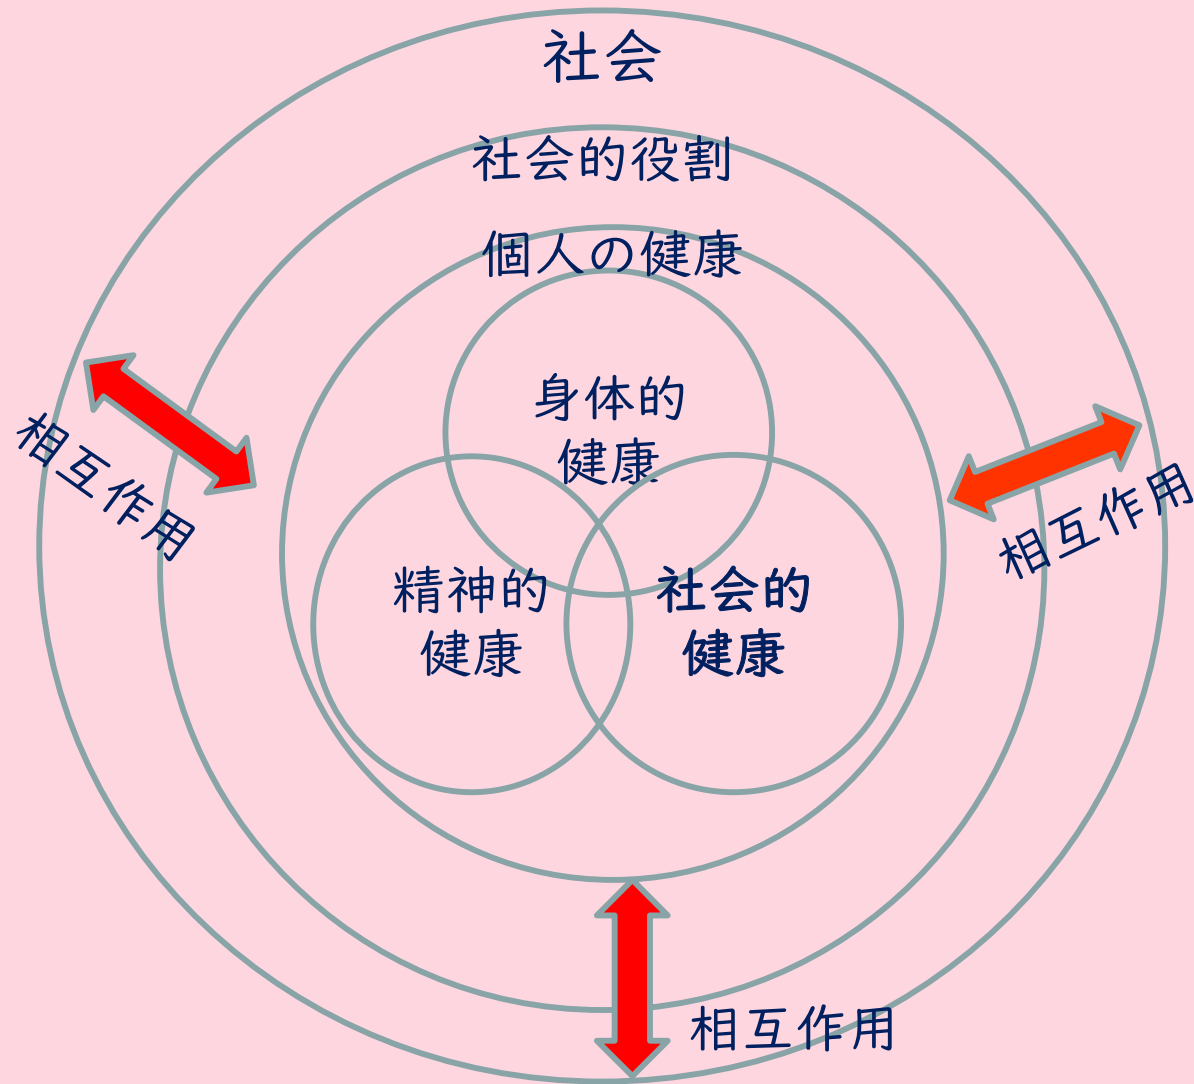 社会
社会的役割
個人の健康
身体的
健康
相互作用
相互作用
精神的
健康
社会的
健康
相互作用